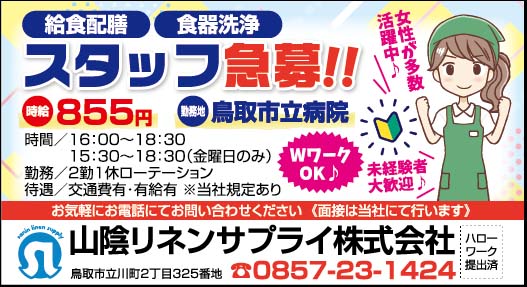 給食配膳 食器洗浄
スタッフ急募!!
時給 855円 勤務地 鳥取市立病院
時間／16:00～18:30
15:30～18:30(金曜日のみ)
勤務／2勤1休ローテーション
待遇／交通費有・有給有 ※当社規定あり
WワークOK♪
女性が多数
活躍中♪
未経験者
大歓迎♪
お気軽にお電話にてお問い合わせください 《面接は当社にて行います》
sanin linen supply
山陰リネンサプライ株式会社
鳥取市立川町2丁目325番地 ☎0857-23-1424
ハロー
ワーク
提出済